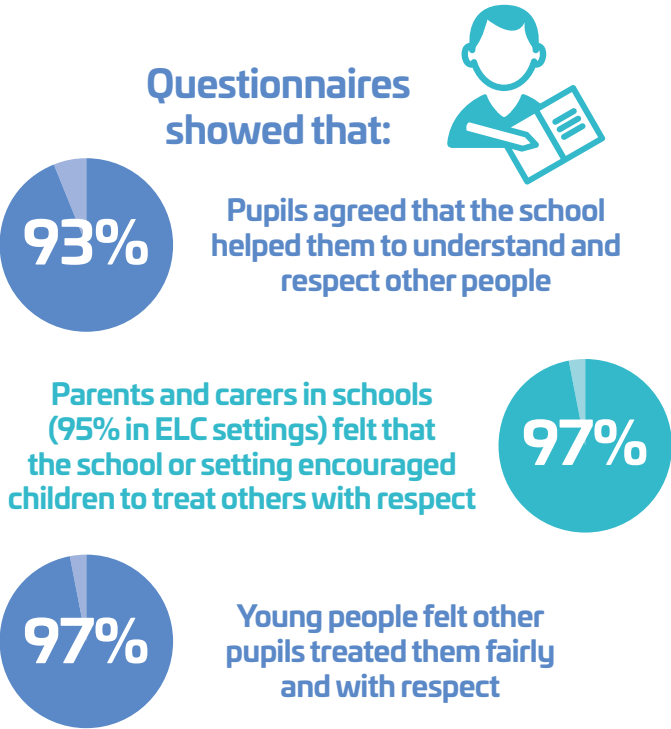 Questionnaires
showed that:
93%
Pupils agreed that the school
helped them to understand and
respect other people
Parents and carers in schools
(95% in ELC settings) felt that
the school or setting encouraged
children to treat others with respect
97%
97%
Young people felt other
pupils treated them fairly
and with respect